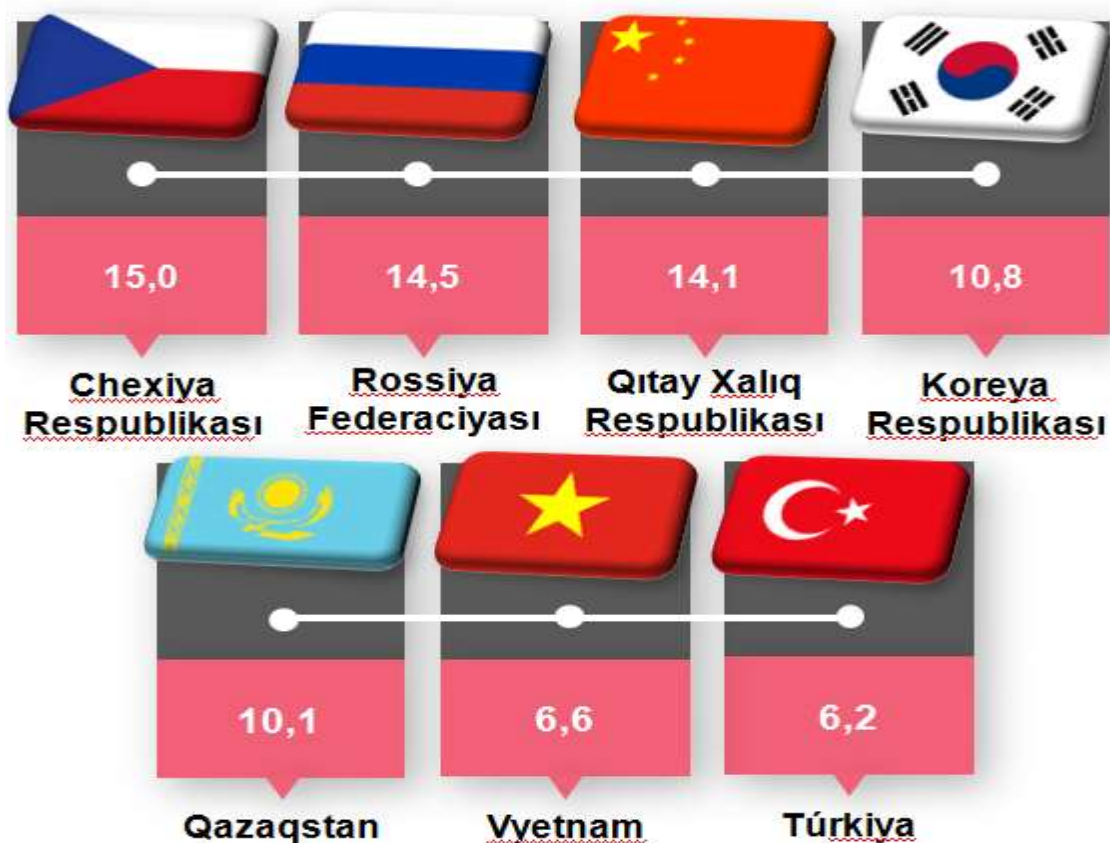 15,0 14,5 14,1 10,8
Chexiya Respublikası
Rossiya Federaciyası
Qıtay Xalıq Respublikası
Koreya Respublikası
10,1 6,6 6,2
Qazaqstan Vyetnam Túrkiya